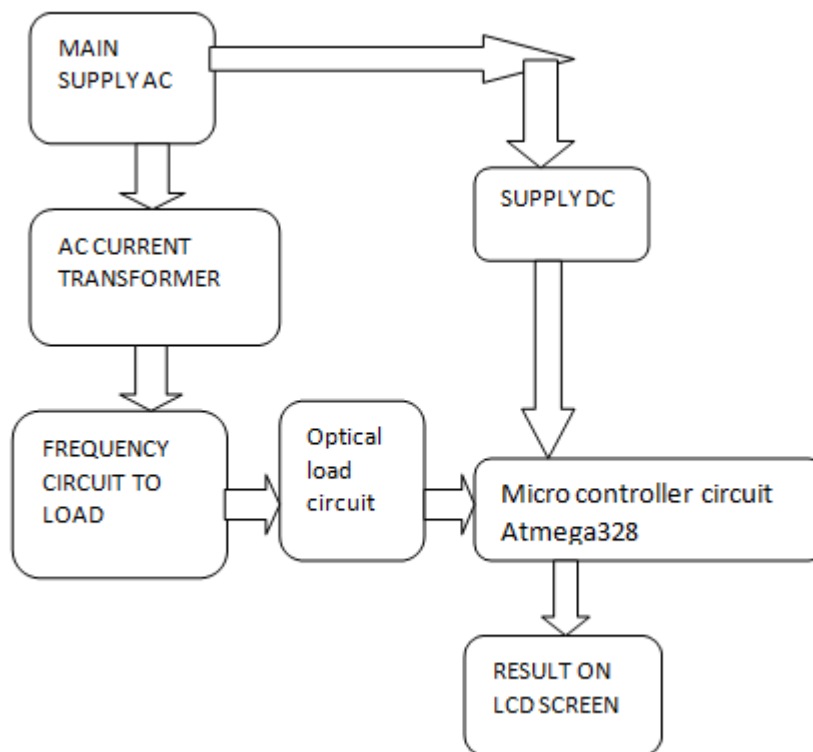 MAIN
SUPPLY AC
SUPPLY DC
AC CURRENT
TRANSFORMER
FREQUENCY
CIRCUIT TO
LOAD
Optical
load
circuit
Micro controller circuit
Atmega328
RESULT ON
LCD SCREEN